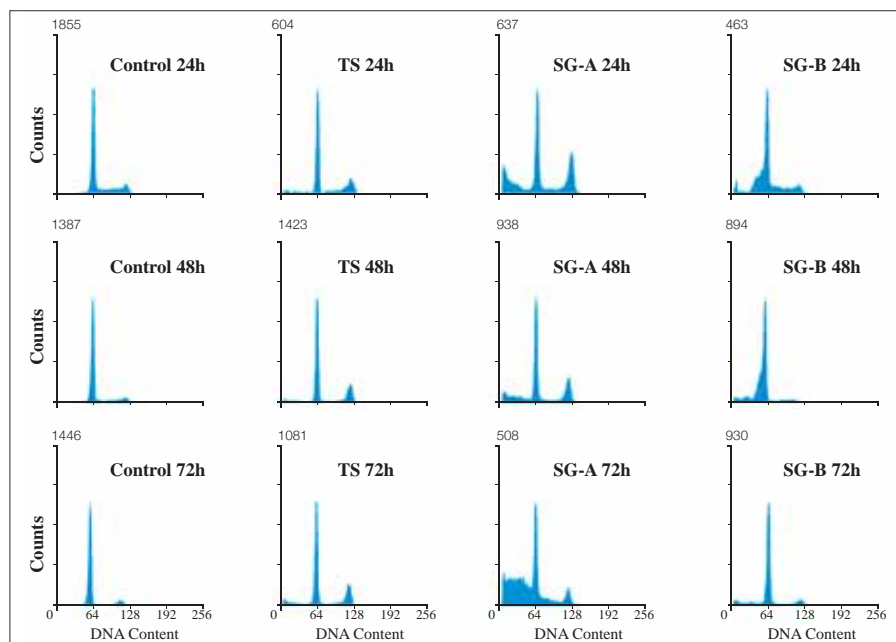 1855 604 637 463
Control 24h TS 24h SG-A 24h SG-B 24h
Counts
1387 1423 938 894
Control 48h TS 48h SG-A 48h SG-B 48h
Counts
1446 1081 508 930
Control 72h TS 72h SG-A 72h SG-B 72h
Counts
0 64 128 192 256 0 64 128 192 256 0 64 128 192 256 0 64 128 192 256
DNA Content DNA Content DNA Content DNA Content